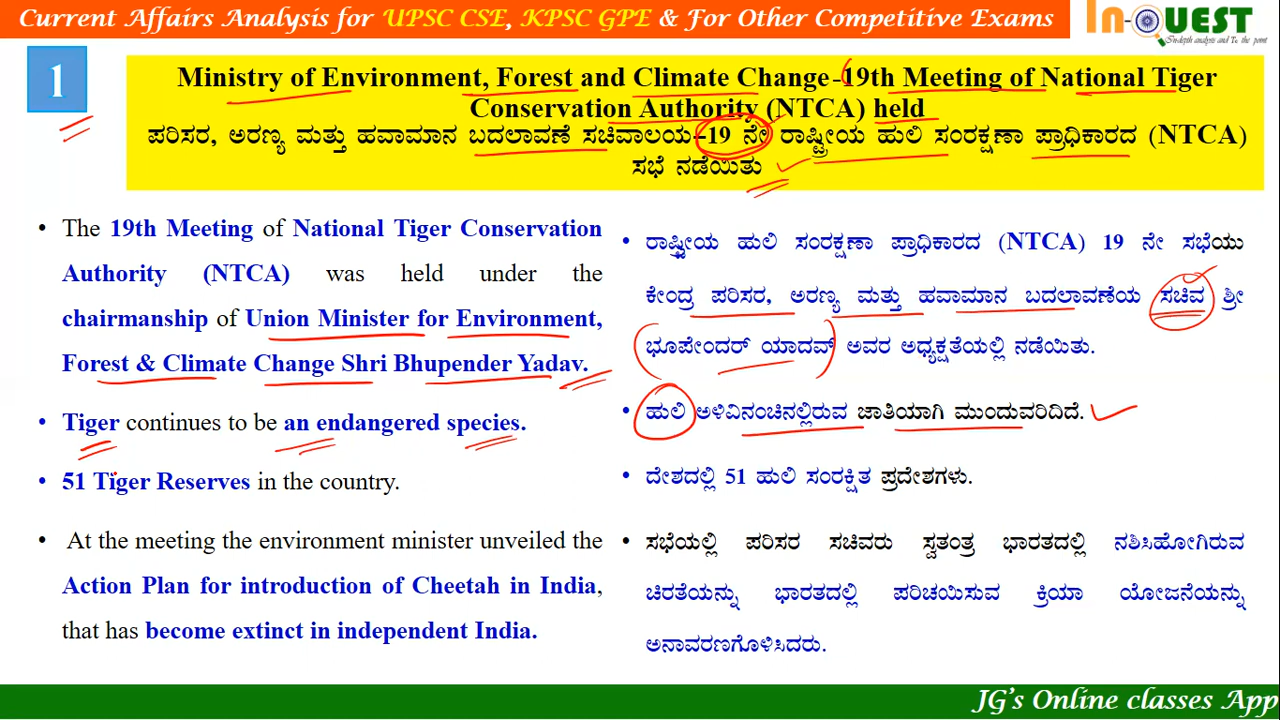 Current Affairs Analysis for UPSC CSE, KPSC GPE & For Other Competitive Exams
In-QUEST
In-depth analysis and To the point
1
Ministry of Environment, Forest and Climate Change-19th Meeting of National Tiger
Conservation Authority (NTCA) held
ಪರಿಸರ, ಅರಣ್ಯ ಮತ್ತು ಹವಾಮಾನ ಬದಲಾವಣೆ ಸಚಿವಾಲಯ-19 ನೇ ರಾಷ್ಟ್ರೀಯ ಹುಲಿ ಸಂರಕ್ಷಣಾ ಪ್ರಾಧಿಕಾರದ (NTCA)
ಸಭೆ ನಡೆಯಿತು
• The 19th Meeting of National Tiger Conservation
Authority (NTCA) was held under the
chairmanship of Union Minister for Environment,
Forest & Climate Change Shri Bhupender Yadav.
• Tiger continues to be an endangered species.
• 51 Tiger Reserves in the country.
• At the meeting the environment minister unveiled the
Action Plan for introduction of Cheetah in India,
that has become extinct in independent India.
• ರಾಷ್ಟ್ರೀಯ ಹುಲಿ ಸಂರಕ್ಷಣಾ ಪ್ರಾಧಿಕಾರದ (NTCA) 19 ನೇ ಸಭೆಯು
ಕೇಂದ್ರ ಪರಿಸರ, ಅರಣ್ಯ ಮತ್ತು ಹವಾಮಾನ ಬದಲಾವಣೆಯ ಸಚಿವ ಶ್ರೀ
ಭೂಪೇಂದರ್ ಯಾದವ್ ಅವರ ಅಧ್ಯಕ್ಷತೆಯಲ್ಲಿ ನಡೆಯಿತು.
• ಹುಲಿ ಅಳಿವಿನಂಚಿನಲ್ಲಿರುವ ಜಾತಿಯಾಗಿ ಮುಂದುವರಿದಿದೆ.
• ದೇಶದಲ್ಲಿ 51 ಹುಲಿ ಸಂರಕ್ಷಿತ ಪ್ರದೇಶಗಳು.
• ಸಭೆಯಲ್ಲಿ ಪರಿಸರ ಸಚಿವರು ಸ್ವತಂತ್ರ ಭಾರತದಲ್ಲಿ ನಶಿಸಿಹೋಗಿರುವ
ಚಿರತೆಯನ್ನು ಭಾರತದಲ್ಲಿ ಪರಿಚಯಿಸುವ ಕ್ರಿಯಾ ಯೋಜನೆಯನ್ನು
ಅನಾವರಣಗೊಳಿಸಿದರು.
JG's Online classes App